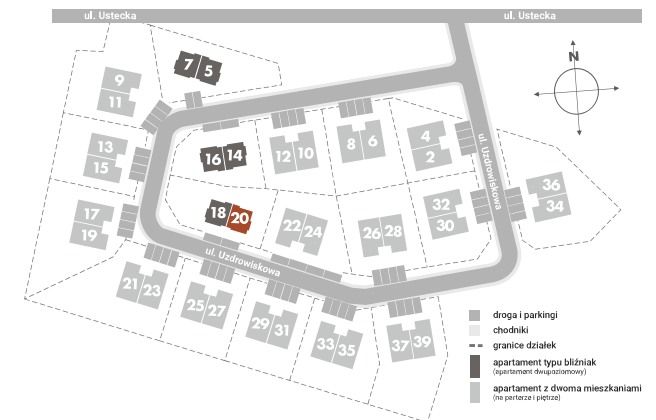 ul. Ustecka
ul. Ustecka
7 5
N
9
11
13
15
16 14
12 10
8 6
4
2
ul. Uzdrowiskowa
36
34
17
19
18 20
22 24
26 28
32
30
ul. Uzdrowiskowa
21 23
25 27
29 31
33 35
37 39
droga i parkingi
chodniki
granice działek
apartament typu bliźniak
(apartament dwupoziomowy)
apartament z dwoma mieszkaniami
(na parterze i piętrze)